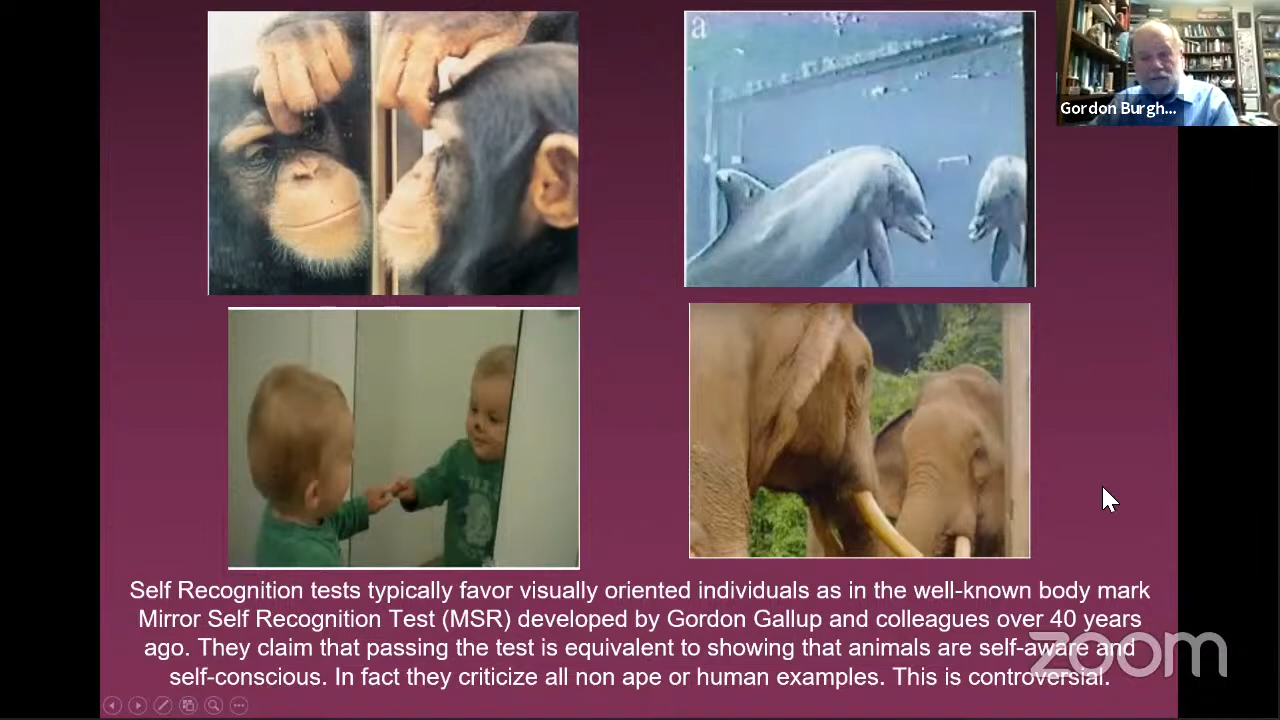 a
Gordon Burgh...
Self Recognition tests typically favor visually oriented individuals as in the well-known body mark
Mirror Self Recognition Test (MSR) developed by Gordon Gallup and colleagues over 40 years
ago. They claim that passing the test is equivalent to showing that animals are self-aware and
self-conscious. In fact they criticize all non ape or human examples. This is controversial.
zoom